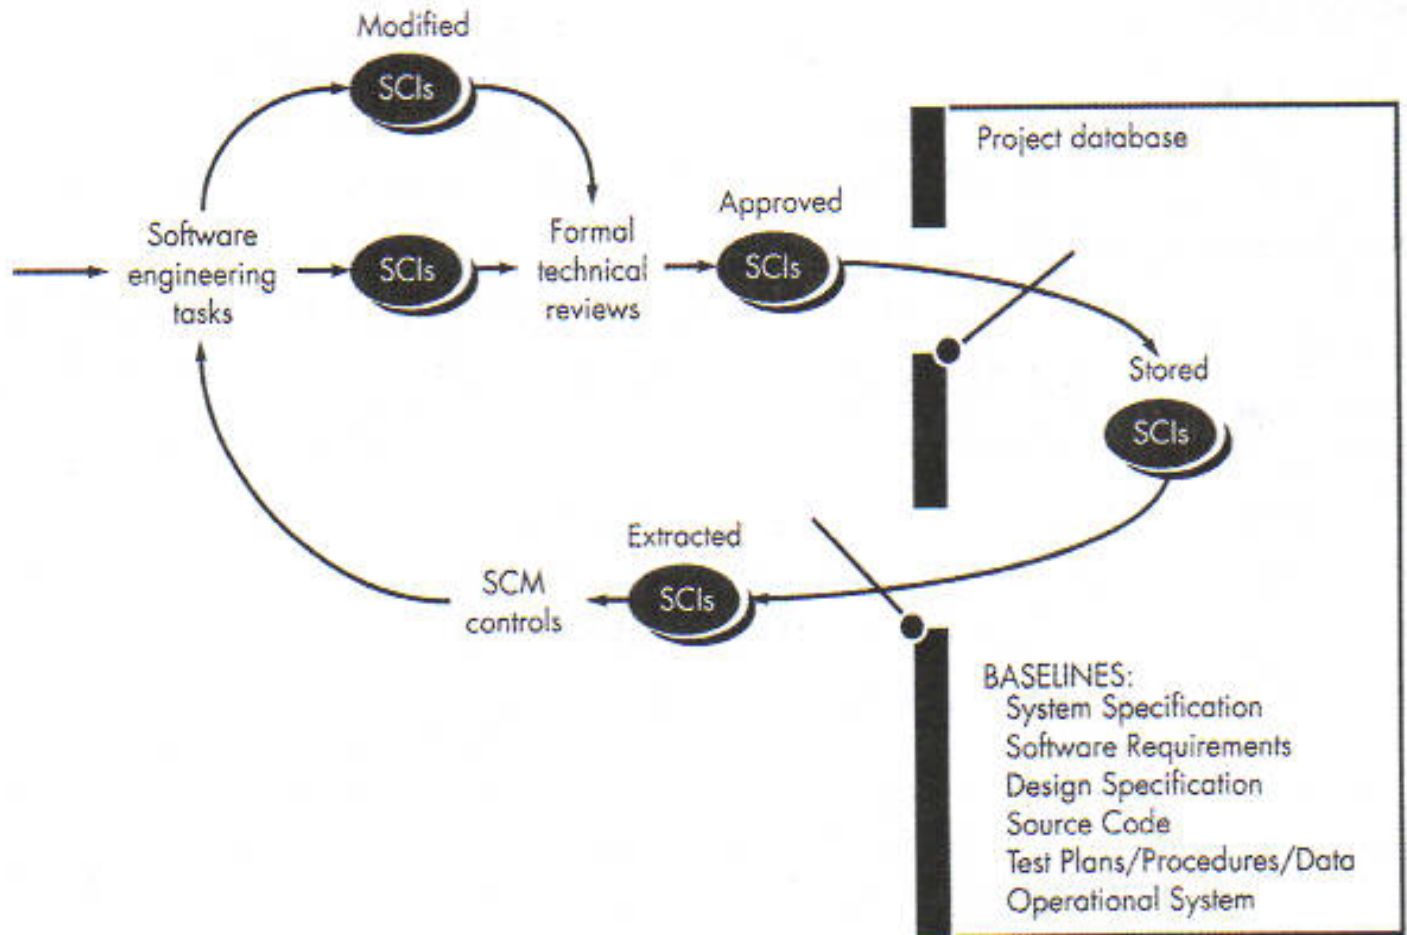 Modified
SCIs
Project database
Approved
Software
engineering
tasks
SCIs
Formal
technical
reviews
SCIs
Stored
SCIs
Extracted
SCIs
SCM
controls
BASELINES:
System Specification
Software Requirements
Design Specification
Source Code
Test Plans/Procedures/Data
Operational System